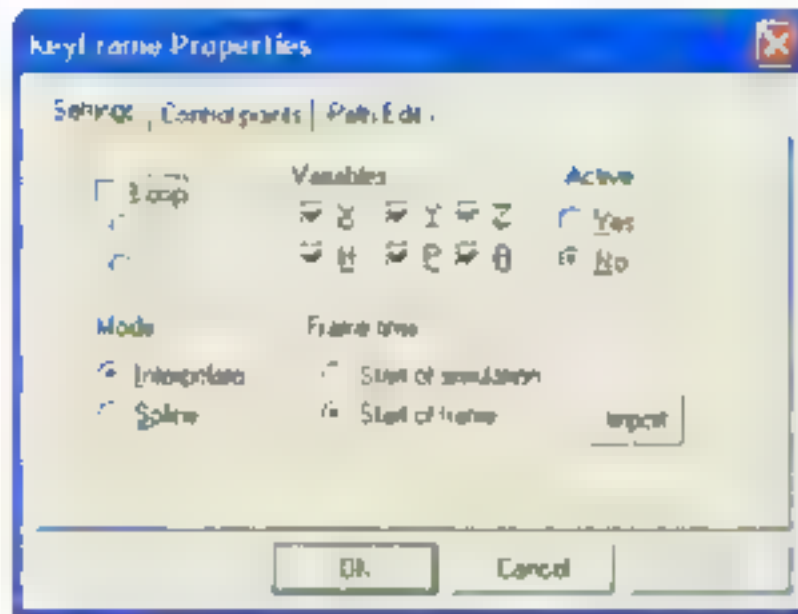 Keyframe Properties
Settings Control points Path Edit
Loop
Variables
X Y Z
H P
Active
Yes
No
Mode
Interpolate
Spline
Frame time
Start of simulation
Start of frame
Import
OK Cancel